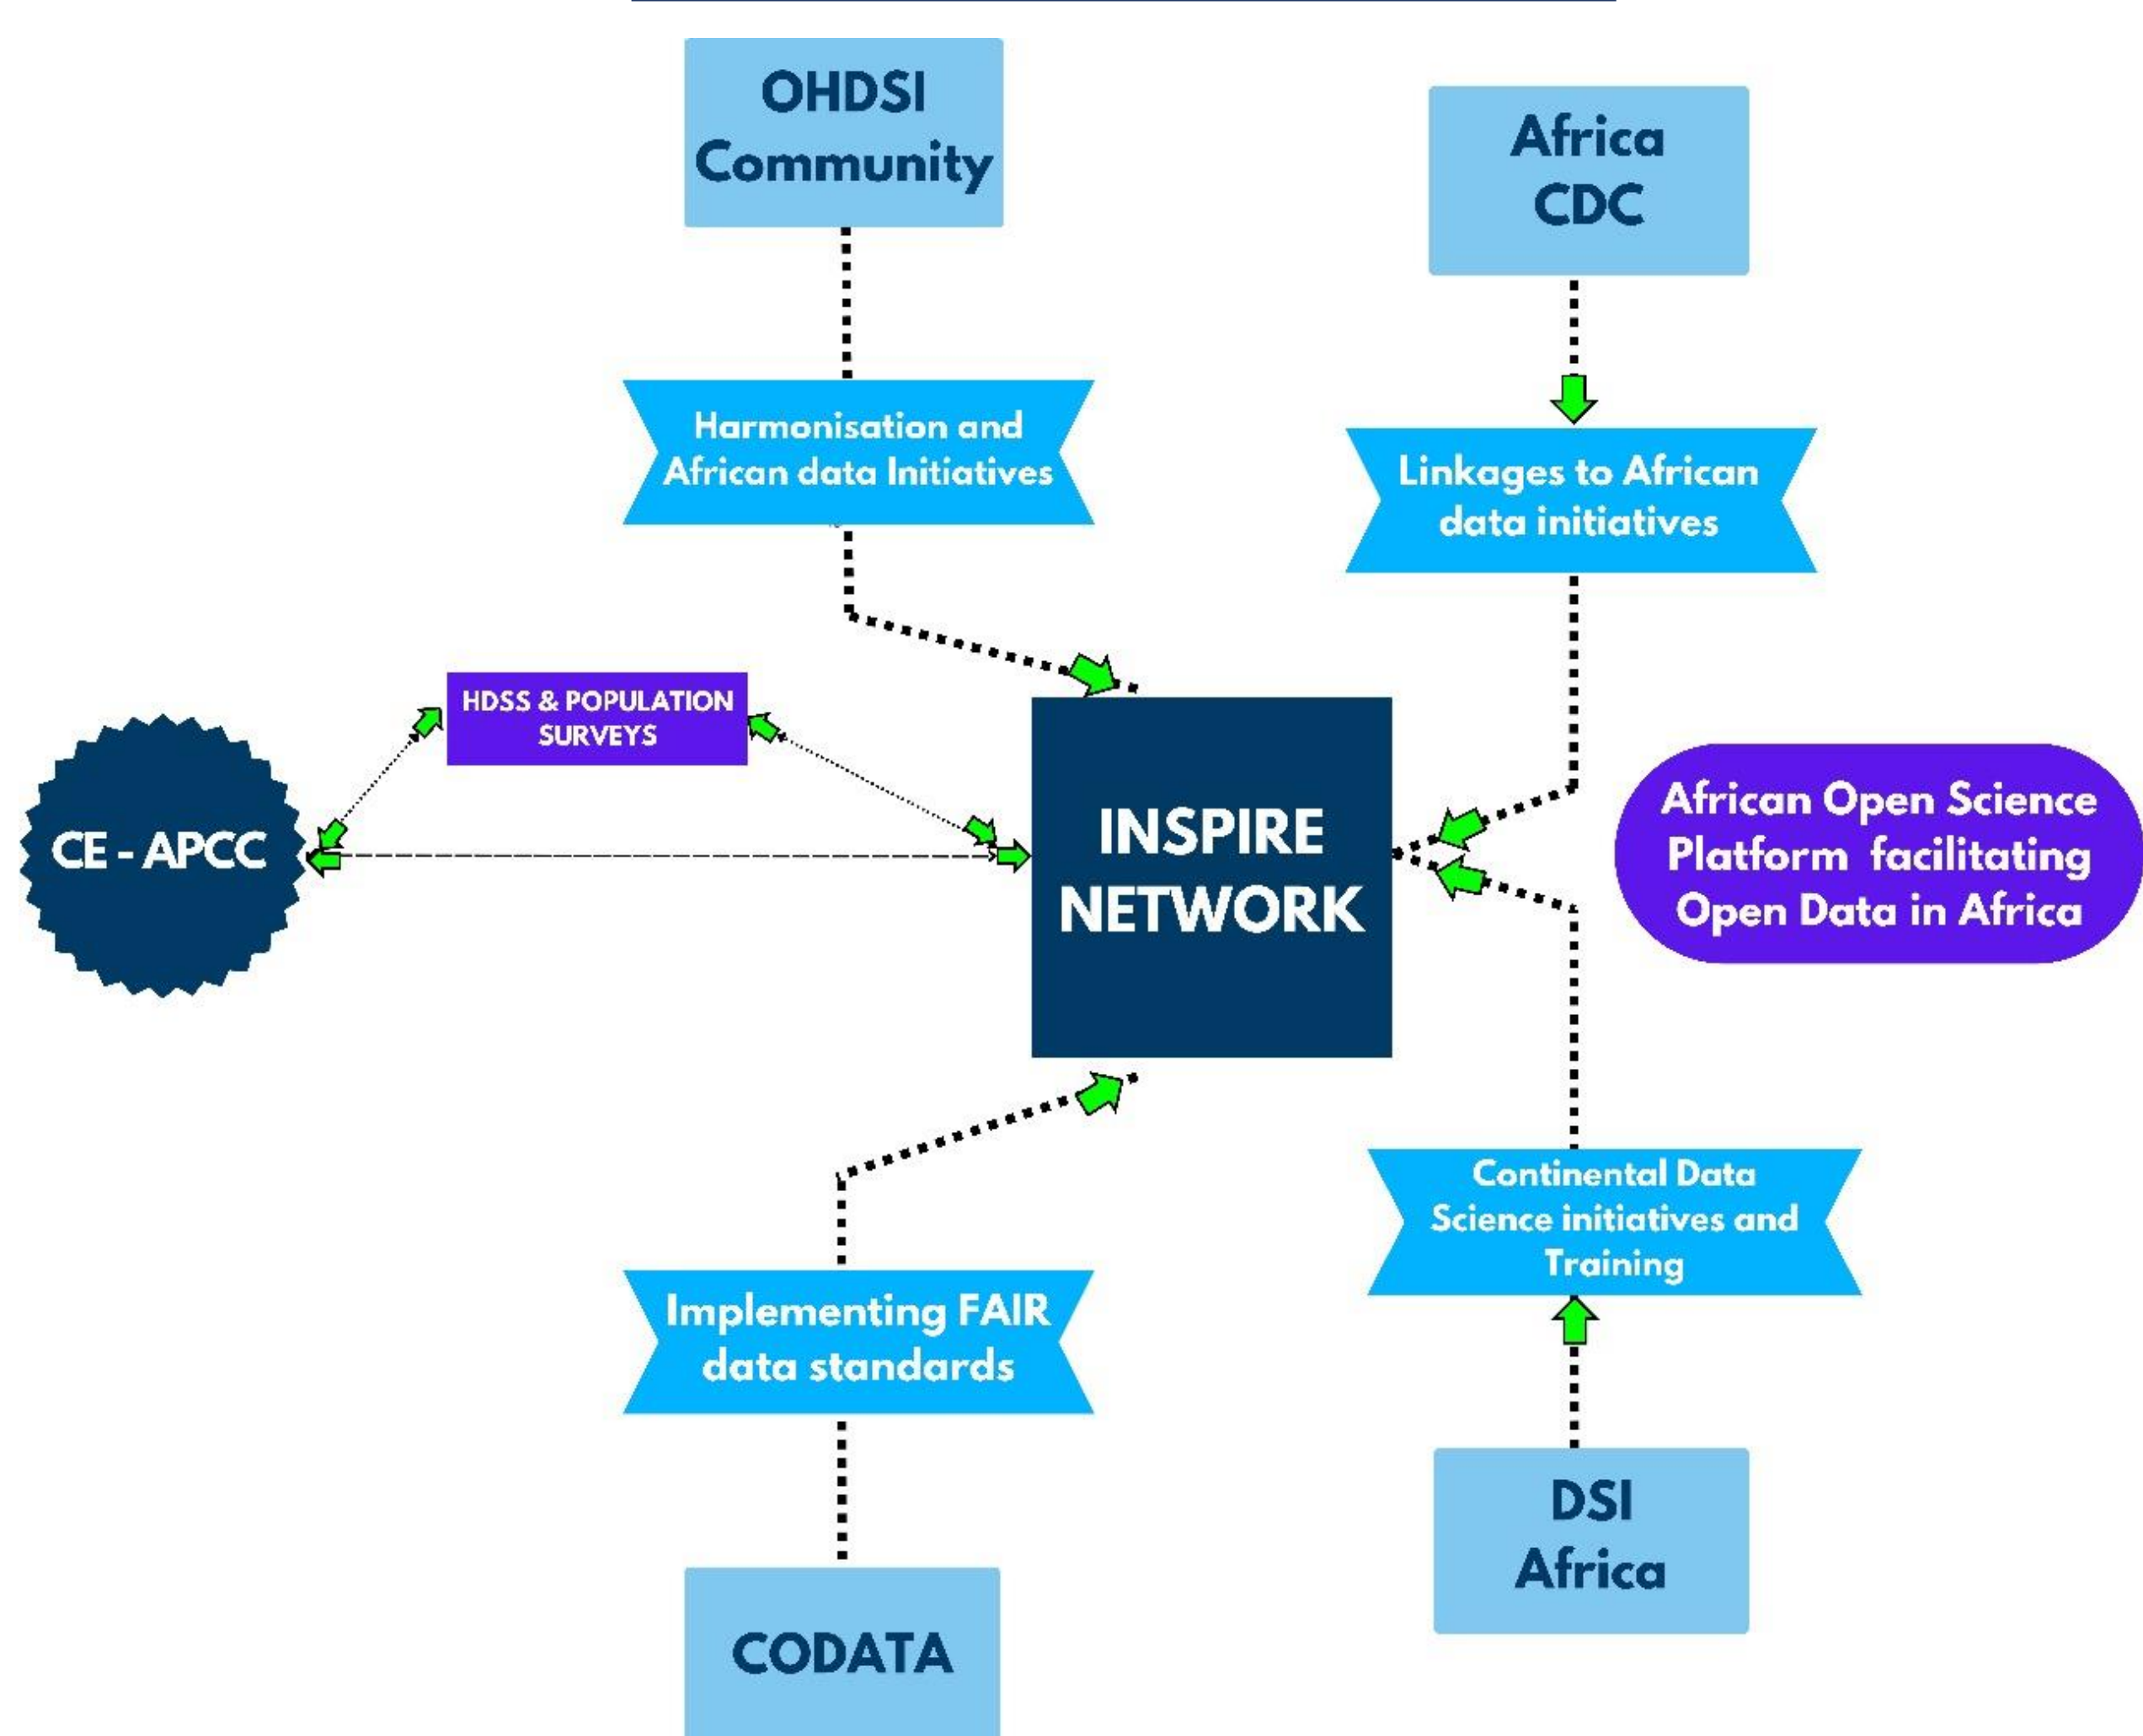 OHDSI
Community
Africa
CDC
Harmonisation and
African data Initiatives
Linkages to African
data initiatives
HDSS & POPULATION
SURVEYS
CE - APCC
INSPIRE
NETWORK
African Open Science
Platform facilitating
Open Data in Africa
Continental Data
Science initiatives and
Training
Implementing FAIR
data standards
DSI
Africa
CODATA